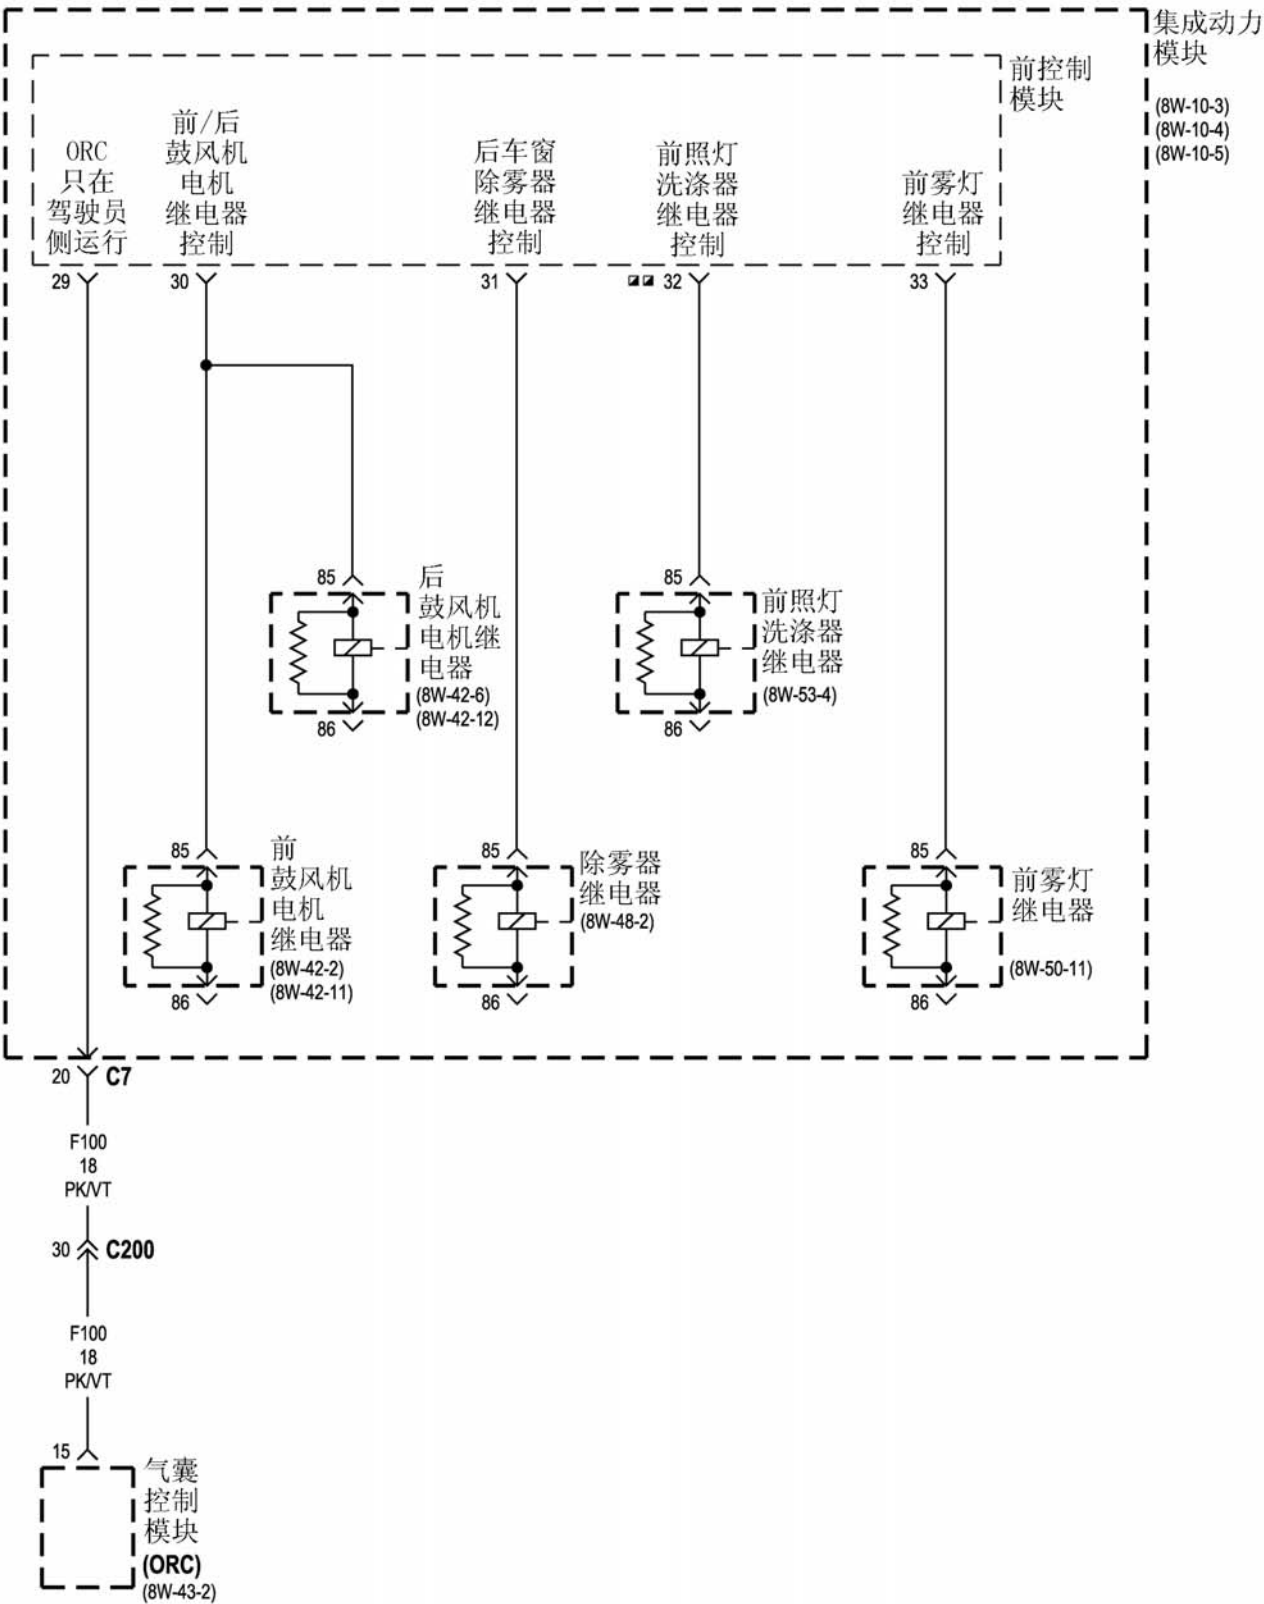 集成动力
模块
(8W-10-3)
(8W-10-4)
(8W-10-5)
前控制
模块
ORC
只在
驾驶员
侧运行
前/后
鼓风机
电机
继电器
控制
后车窗
除雾器
继电器
控制
前照灯
洗涤器
继电器
控制
前雾灯
继电器
控制
29
30
31
32
33
85
后
鼓风机
电机继
电器
(8W-42-6)
(8W-42-12)
86
85
前照灯
洗涤器
继电器
(8W-53-4)
86
85
前
鼓风机
电机
继电器
(8W-42-2)
(8W-42-11)
86
85
除雾器
继电器
(8W-48-2)
86
85
前雾灯
继电器
(8W-50-11)
86
20 C7
F100
18
PK/VT
30 C200
F100
18
PK/VT
15
气囊
控制
模块
(ORC)
(8W-43-2)